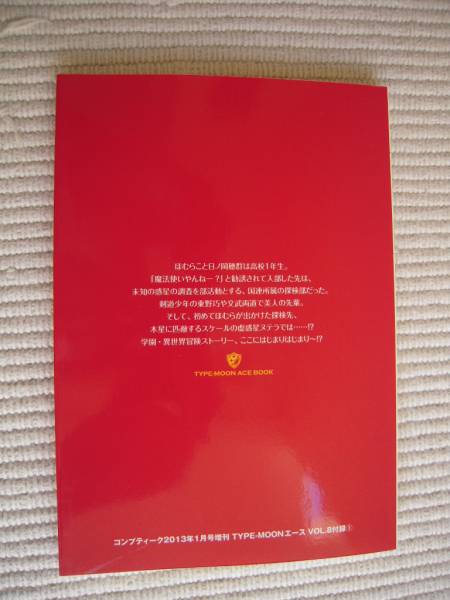 ほむらこと日ノ岡穂群は高校1年生。
『魔法使いやんねー?』と勧誘されて入部した先は、
未知の惑星の調査を部活動とする、国連所属の探検部だった。
剣道少年の東野巧や文武両道で美人の先輩。
そして、初めてほむらが出かけた探検先、
木星に匹敵するスケールの虚惑星ヌテラでは……!?
学園・異世界冒険ストーリー、ここにはじまりはじまり〜!?
TYPE-MOON ACE BOOK
コンプティーク2013年1月号増刊 TYPE-MOONエース VOL.8付録①